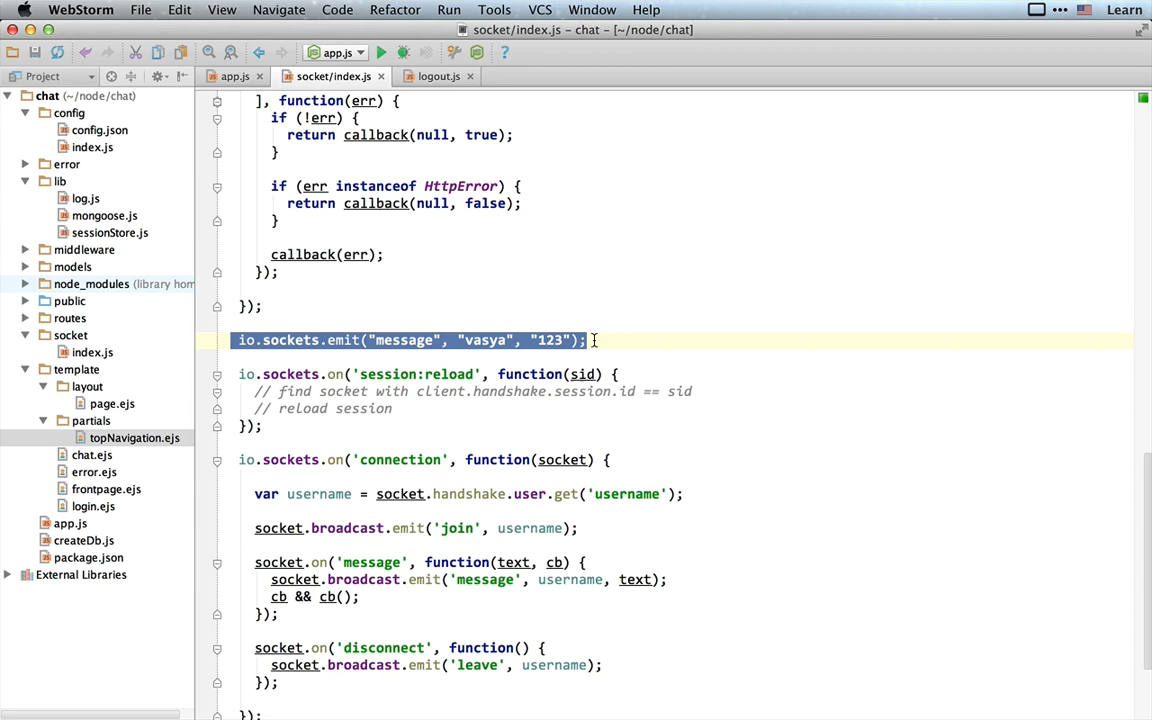 WebStorm File Edit View Navigate Code Refactor Run Tools VCS Window Help Learn
socket/index.js – chat – [~/node/chat]
app.js
Project
app.js socket/index.js logout.js
chat (~/node/chat)
config
config.json
index.js
error
lib
log.js
mongoose.js
sessionStore.js
middleware
models
node_modules (library hom
public
routes
socket
index.js
template
layout
page.ejs
partials
topNavigation.ejs
chat.ejs
error.ejs
frontpage.ejs
login.ejs
app.js
createDb.js
package.json
External Libraries
], function(err) {
if (!err) {
return callback(null, true);
}
if (err instanceof HttpError) {
return callback(null, false);
}
callback(err);
});
});
io.sockets.emit("message", "vasya", "123");
io.sockets.on('session:reload', function(sid) {
// find socket with client.handshake.session.id == sid
// reload session
});
io.sockets.on('connection', function(socket) {
var username = socket.handshake.user.get('username');
socket.broadcast.emit('join', username);
socket.on('message', function(text, cb) {
socket.broadcast.emit('message', username, text);
cb && cb();
});
socket.on('disconnect', function() {
socket.broadcast.emit('leave', username);
});
});